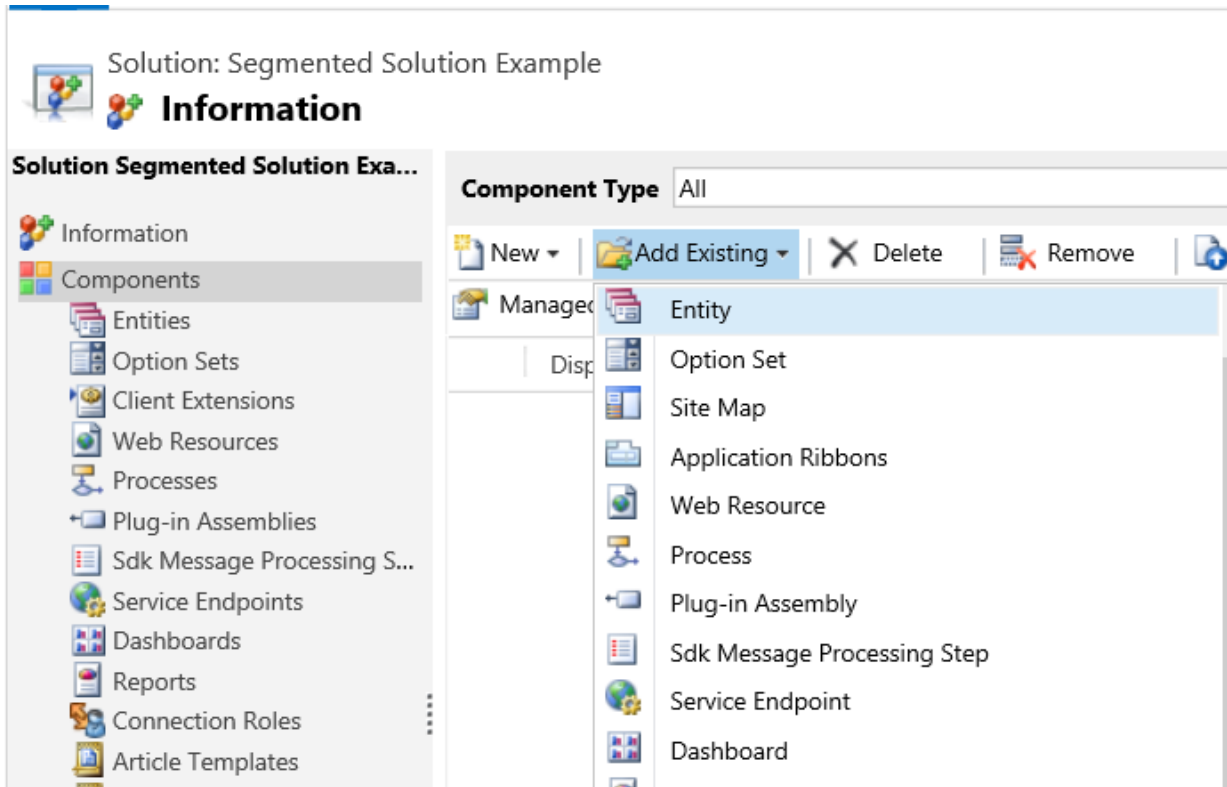 Solution: Segmented Solution Example
Information
Solution Segmented Solution Exa...
Information
Components
Entities
Option Sets
Client Extensions
Web Resources
Processes
Plug-in Assemblies
Sdk Message Processing S...
Service Endpoints
Dashboards
Reports
Connection Roles
Article Templates
Component Type All
New Add Existing Delete Remove
Managed
Disp
Entity
Option Set
Site Map
Application Ribbons
Web Resource
Process
Plug-in Assembly
Sdk Message Processing Step
Service Endpoint
Dashboard